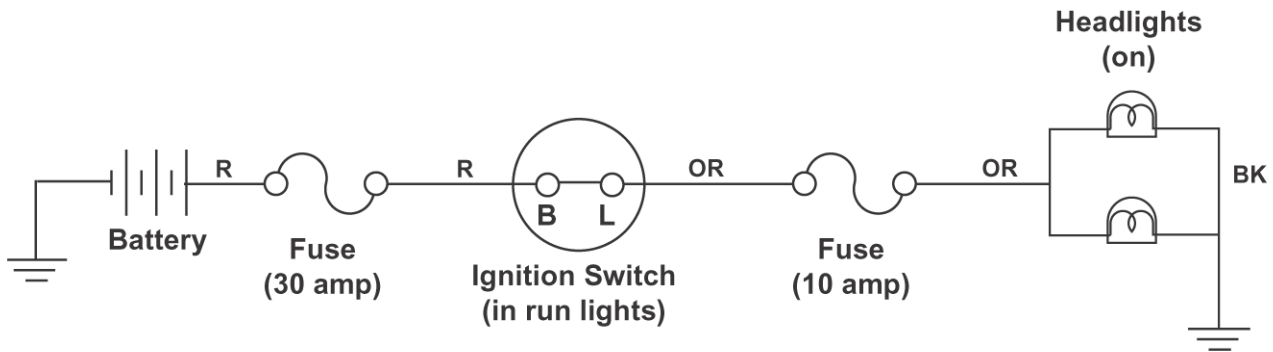 Headlights
(on)
R
R
OR
OR
BK
B
L
Battery
Fuse
(30 amp)
Ignition Switch
(in run lights)
Fuse
(10 amp)